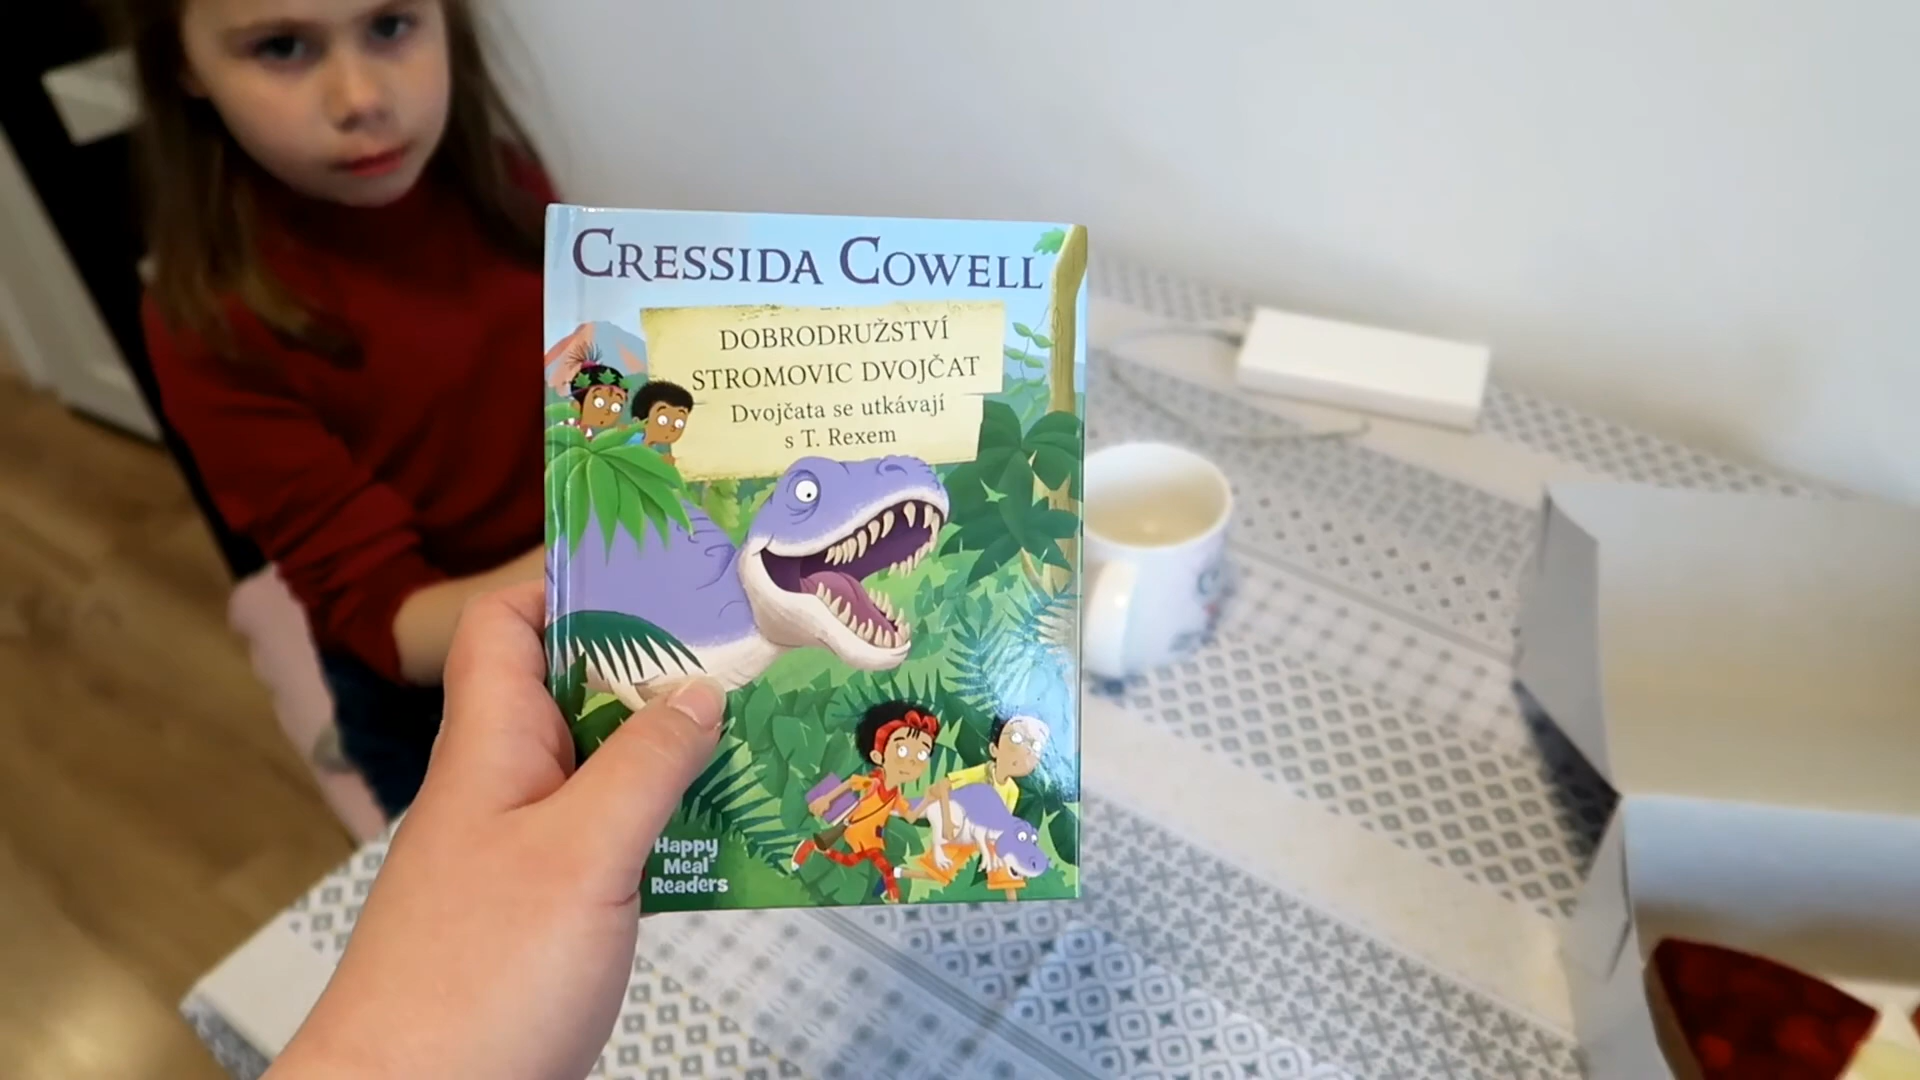 CRESSIDA COWELL
DOBRODRUŽSTVÍ
STROMOVIC DVOJČAT
Dvojčata se utkávají
s T. Rexem
Happy
Meal
Readers